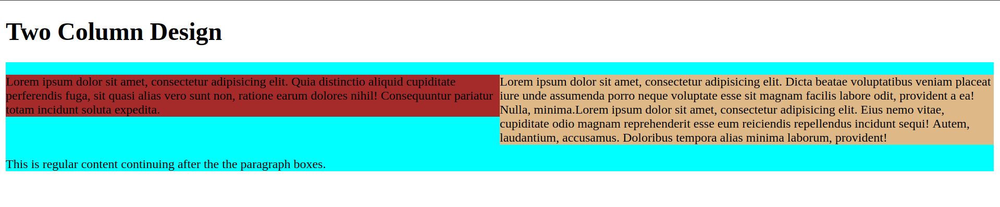 Two Column Design
Lorem ipsum dolor sit amet, consectetur adipisicing elit. Quia distinctio aliquid cupiditate
perferendis fuga, sit quasi alias vero sunt non, ratione earum dolores nihil! Consequuntur pariatur
totam incidunt soluta expedita.
Lorem ipsum dolor sit amet, consectetur adipisicing elit. Dicta beatae voluptatibus veniam placeat
iure unde assumenda porro neque voluptate esse sit magnam facilis labore odit, provident a ea!
Nulla, minima.Lorem ipsum dolor sit amet, consectetur adipisicing elit. Eius nemo vitae,
cupiditate odio magnam reprehenderit esse eum reiciendis repellendus incidunt sequi! Autem,
laudantium, accusamus. Doloribus tempora alias minima laborum, provident!
This is regular content continuing after the the paragraph boxes.